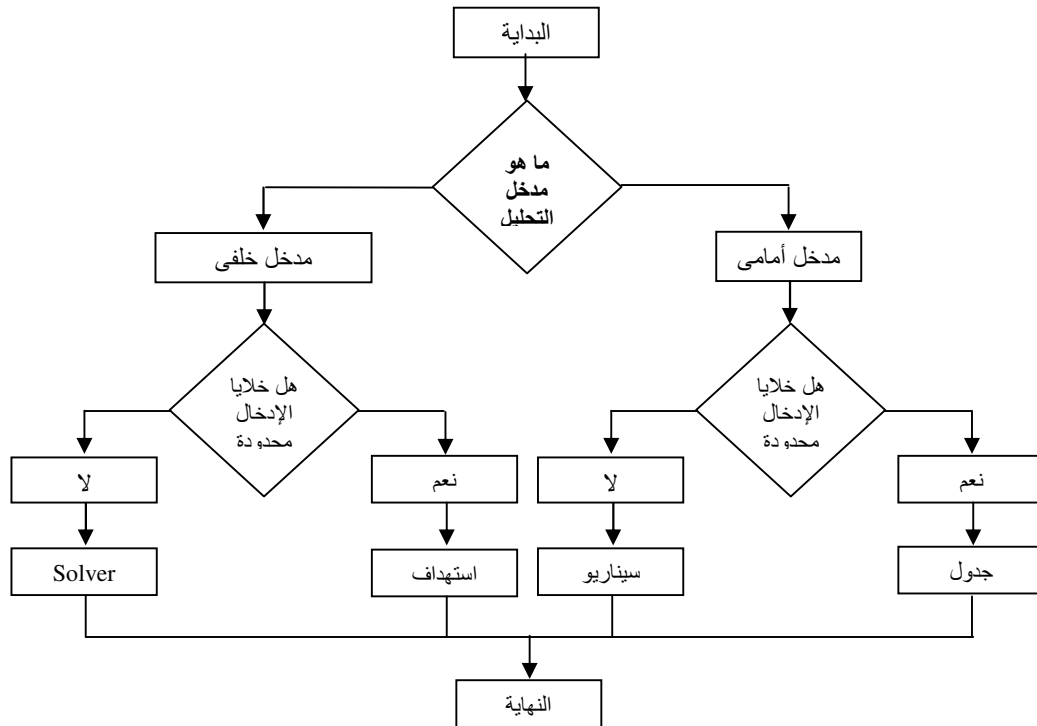 البداية
ما هو
مدخل
التحليل
مدخل أمامى
مدخل خلفى
هل خلايا
الإدخال
محدودة
هل خلايا
الإدخال
محدودة
نعم
لا
نعم
لا
جدول
سيناريو
استهداف
Solver
النهاية